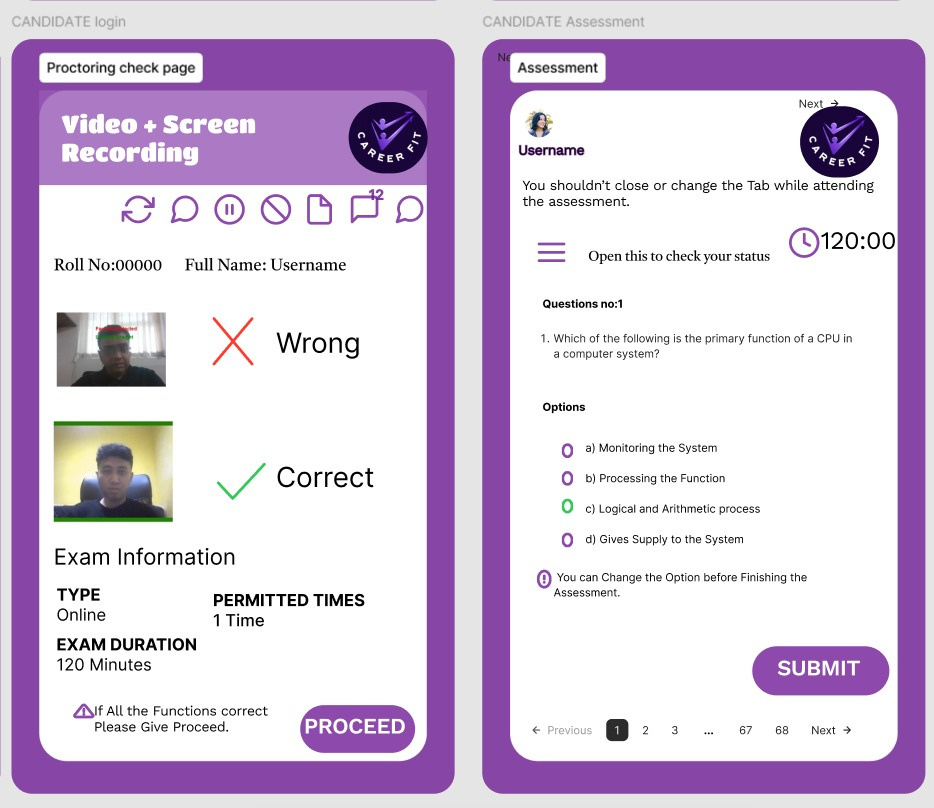 CANDIDATE login
Proctoring check page
Video + Screen
Recording
CAREER FIT
12
Roll No:00000 Full Name: Username
Wrong
Correct
Exam Information
TYPE
Online
PERMITTED TIMES
1 Time
EXAM DURATION
120 Minutes
If All the Functions correct
Please Give Proceed.
PROCEED
CANDIDATE Assessment
Ne
Assessment
Next →
CAREER FIT
Username
You shouldn’t close or change the Tab while attending
the assessment.
Open this to check your status
120:00
Questions no:1
1. Which of the following is the primary function of a CPU in
a computer system?
Options
a) Monitoring the System
b) Processing the Function
c) Logical and Arithmetic process
d) Gives Supply to the System
You can Change the Option before Finishing the
Assessment.
SUBMIT
← Previous 1 2 3 ... 67 68 Next →